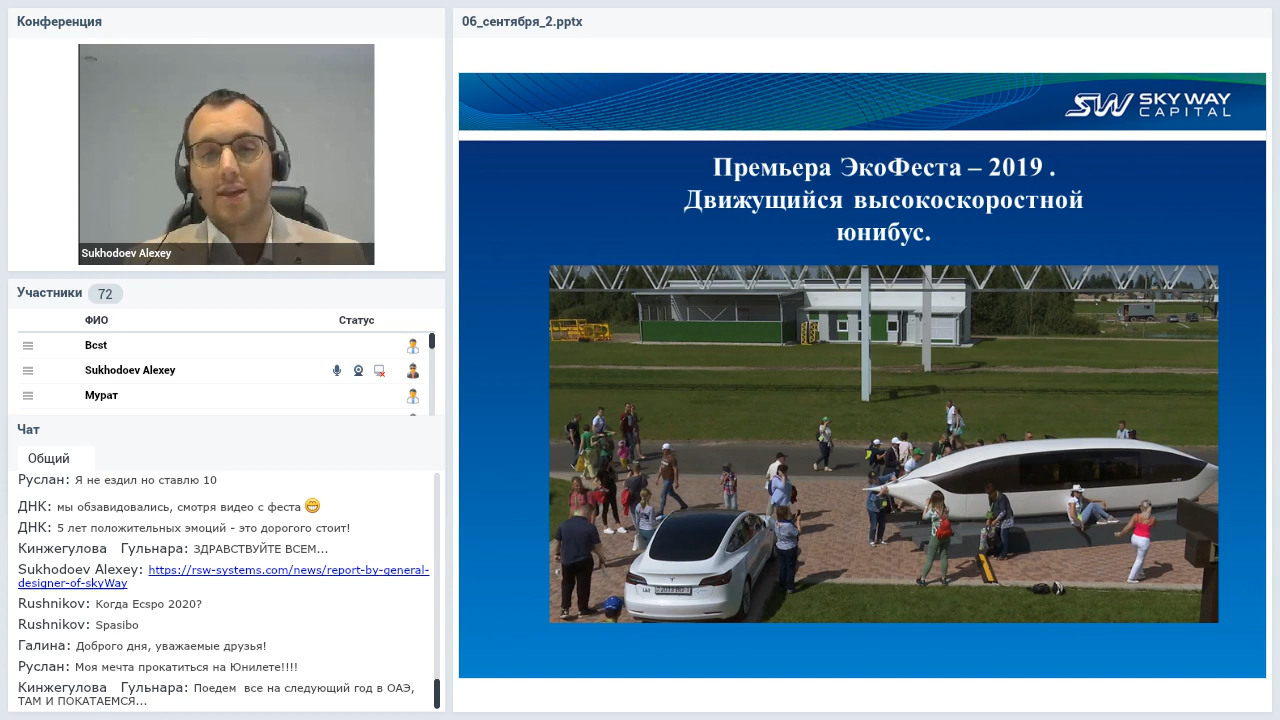 Конференция
Sukhodoev Alexey
Участники 72
ФИО Статус
Bcst
Sukhodoev Alexey
Мурат
Чат
Общий
Руслан: Я не ездил но ставлю 10
ДНК: мы обзавидовались, смотря видео с феста
ДНК: 5 лет положительных эмоций - это дорогого стоит!
Кинжегулова Гульнара: ЗДРАВСТВУЙТЕ ВСЕМ...
Sukhodoev Alexey: https://rsw-systems.com/news/report-by-general-
designer-of-skyWay
Rushnikov: Когда Ecspo 2020?
Rushnikov: Spasibo
Галина: Доброго дня, уважаемые друзья!
Руслан: Моя мечта прокатиться на Юнилете!!!!
Кинжегулова Гульнара: Поедем все на следующий год в ОАЭ,
ТАМ И ПОКАТАЕМСЯ...
06_сентября_2.pptx
SW SKY WAY
CAPITAL
Премьера ЭкоФеста – 2019 .
Движущийся высокоскоростной
юнибус.